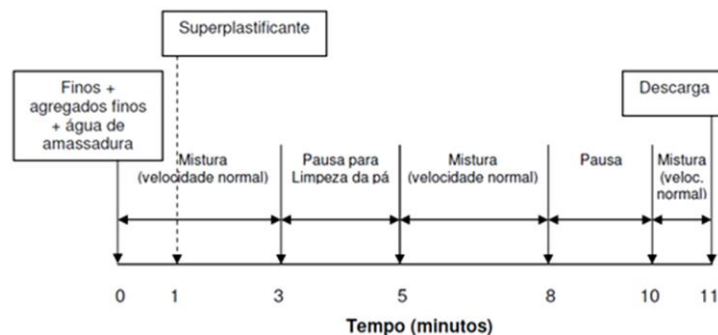 Superplastificante
Finos +
agregados finos
+ água de
amassadura
Descarga
Mistura
(velocidade normal)
Pausa para
Limpeza da pá
Mistura
(velocidade normal)
Pausa
Mistura
(veloc.
normal)
0 1 3 5 8 10 11
Tempo (minutos)